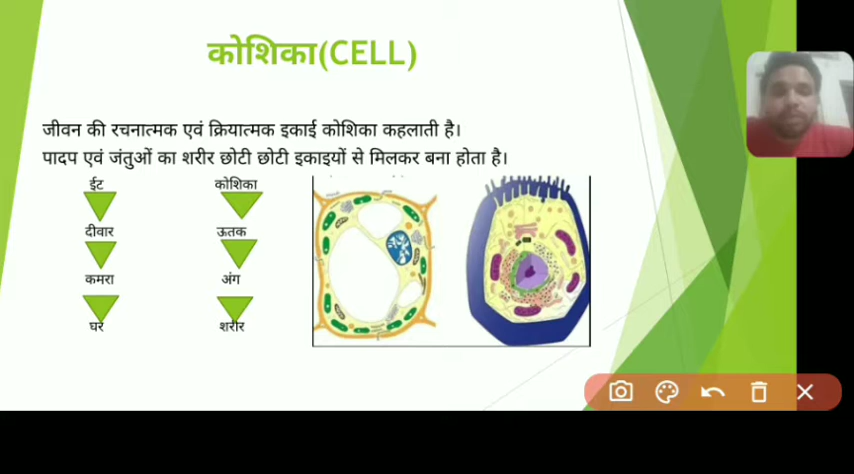 कोशिका(CELL)
जीवन की रचनात्मक एवं क्रियात्मक इकाई कोशिका कहलाती है।
पादप एवं जंतुओं का शरीर छोटी छोटी इकाइयों से मिलकर बना होता है।
ईट कोशिका
दीवार ऊतक
कमरा अंग
घर शरीर